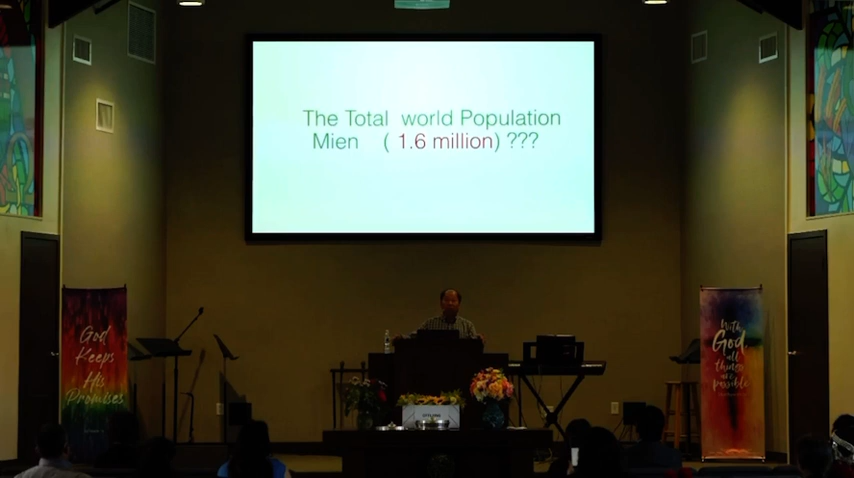 The Total  world Population
Mien    ( 1.6 million) ???
God
Keeps
His
Promises
With
God,
all
things
are
possible